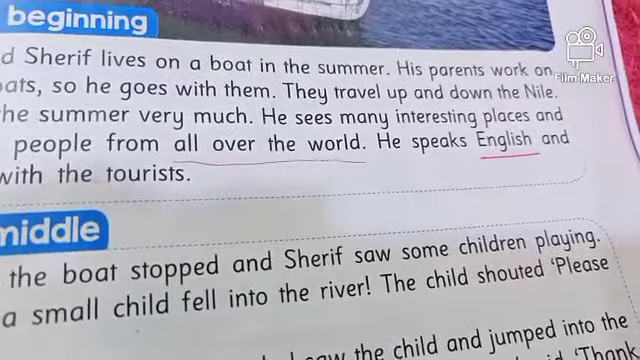 beginning
d Sherif lives on a boat in the summer. His parents work on
oats, so he goes with them. They travel up and down the Nile.
he summer very much. He sees many interesting places and
people from all over the world. He speaks English and
with the tourists.
middle
the boat stopped and Sherif saw some children playing.
a small child fell into the river! The child shouted 'Please
saw the child and jumped into the
'Thank
Film Maker